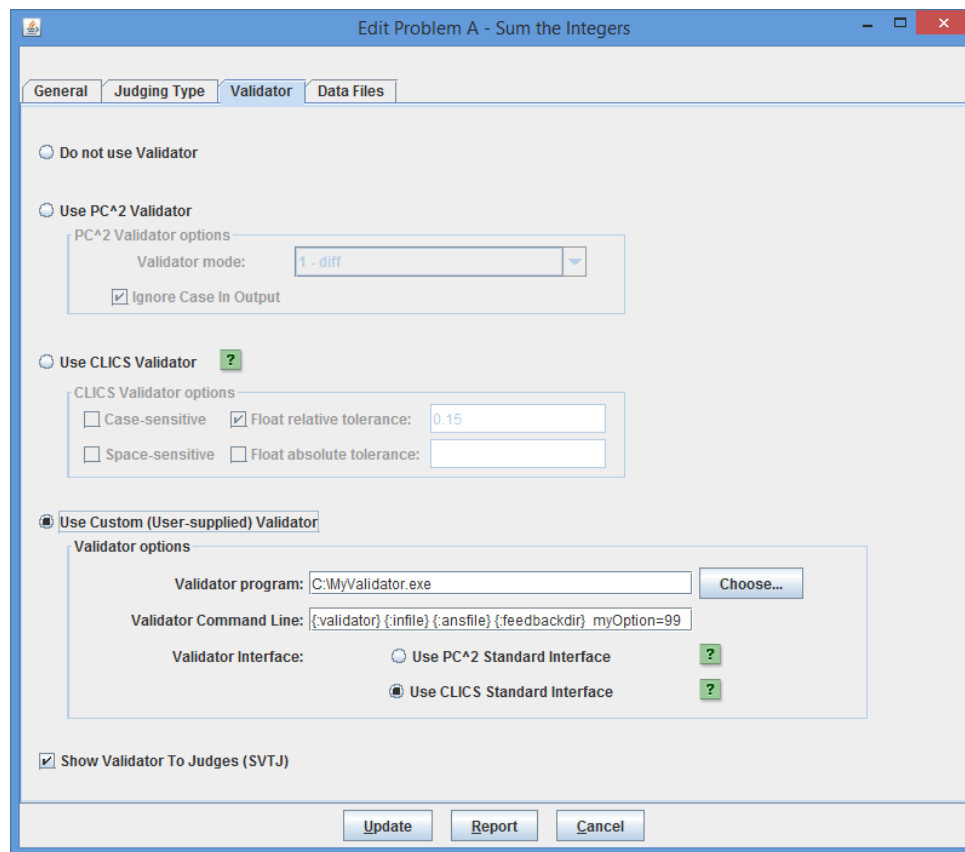 Edit Problem A - Sum the Integers
General Judging Type Validator Data Files
Do not use Validator
Use PC^2 Validator
PC^2 Validator options
Validator mode: 1 - diff
Ignore Case In Output
Use CLICS Validator ?
CLICS Validator options
Case-sensitive Float relative tolerance: 0.15
Space-sensitive Float absolute tolerance:
Use Custom (User-supplied) Validator
Validator options
Validator program: C:\MyValidator.exe Choose...
Validator Command Line: {:validator} {:infile} {:ansfile} {:feedbackdir} myOption=99
Validator Interface: Use PC^2 Standard Interface ?
Use CLICS Standard Interface ?
Show Validator To Judges (SVTJ)
Update Report Cancel